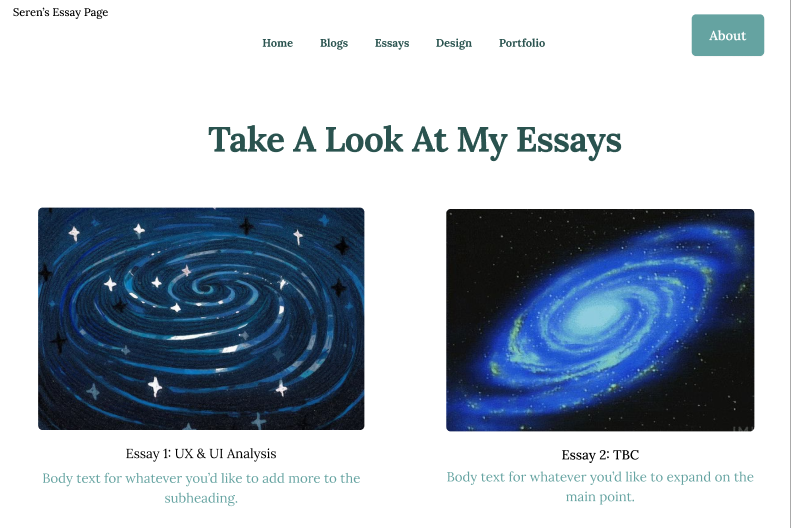 Seren's Essay Page
Home Blogs Essays Design Portfolio
About
Take A Look At My Essays
Essay 1: UX & UI Analysis
Body text for whatever you'd like to add more to the
subheading.
Essay 2: TBC
Body text for whatever you'd like to expand on the
main point.